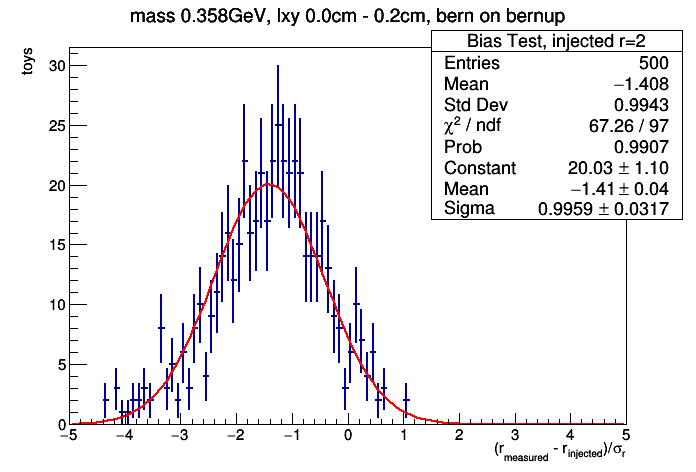 mass 0.358GeV, lxy 0.0cm - 0.2cm, bern on bernup
toys
Bias Test, injected r=2
Entries 500
Mean −1.408
Std Dev 0.9943
χ² / ndf 67.26 / 97
Prob 0.9907
Constant 20.03 ± 1.10
Mean −1.41 ± 0.04
Sigma 0.9959 ± 0.0317
30
25
20
15
10
5
0
−5 −4 −3 −2 −1 0 1 2 3 4 5
(r_measured - r_injected)/σ_r